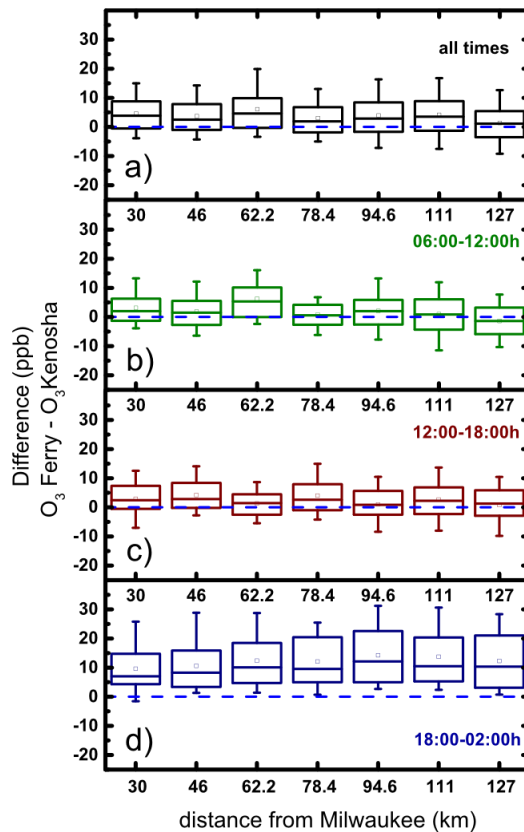 all times
30
20
10
0
-10
-20
a)
30 46 62.2 78.4 94.6 111 127
06:00-12:00h
30
20
10
0
-10
-20
b)
30 46 62.2 78.4 94.6 111 127
12:00-18:00h
30
20
10
0
-10
-20
c)
30 46 62.2 78.4 94.6 111 127
30
20
10
0
-10
-20
d)
18:00-02:00h
30 46 62.2 78.4 94.6 111 127
distance from Milwaukee (km)
Difference (ppb)
O3 Ferry - O3Kenosha